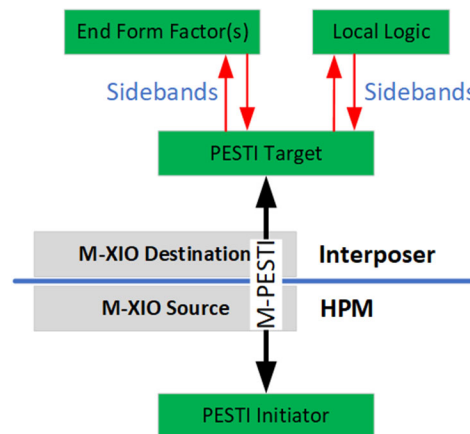 End Form Factor(s)
Local Logic
Sidebands
Sidebands
PESTI Target
M-XIO Destination
Interposer
M-PESTI
M-XIO Source
HPM
PESTI Initiator